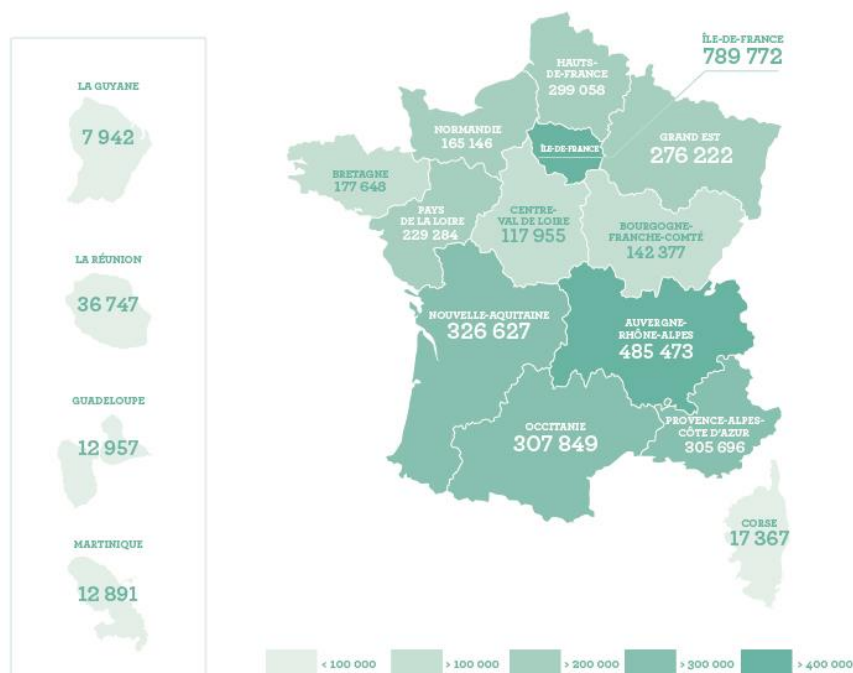 LA GUYANE
7 942
LA RÉUNION
36 747
GUADELOUPE
12 957
MARTINIQUE
12 891
ÎLE-DE-FRANCE
789 772
HAUTS-
DE-FRANCE
299 058
NORMANDIE
165 146
ÎLE-DE-FRANCE
GRAND EST
276 222
BRETAGNE
177 648
PAYS
DE LA LOIRE
229 284
CENTRE-
VAL DE LOIRE
117 955
BOURGOGNE-
FRANCHE-COMTÉ
142 377
NOUVELLE-AQUITAINE
326 627
AUVERGNE-
RHÔNE-ALPES
485 473
OCCITANIE
307 849
PROVENCE-ALPES-
CÔTE D'AZUR
305 696
CORSE
17 367
< 100 000
> 100 000
> 200 000
> 300 000
> 400 000